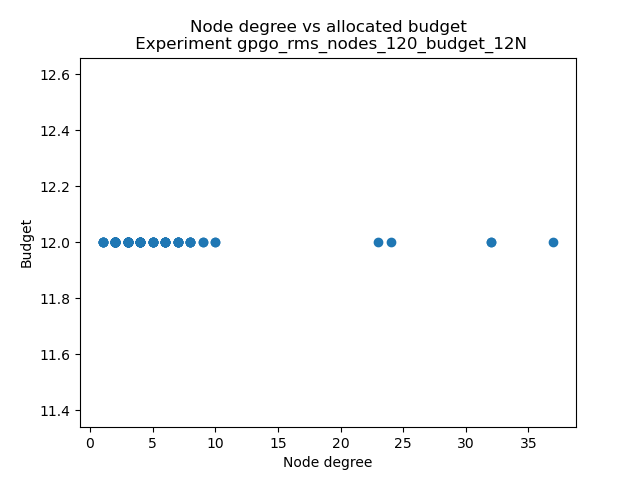 Node degree vs allocated budget
Experiment gpgo_rms_nodes_120_budget_12N
12.6
12.4
12.2
12.0
11.8
11.6
11.4
Budget
0 5 10 15 20 25 30 35
Node degree